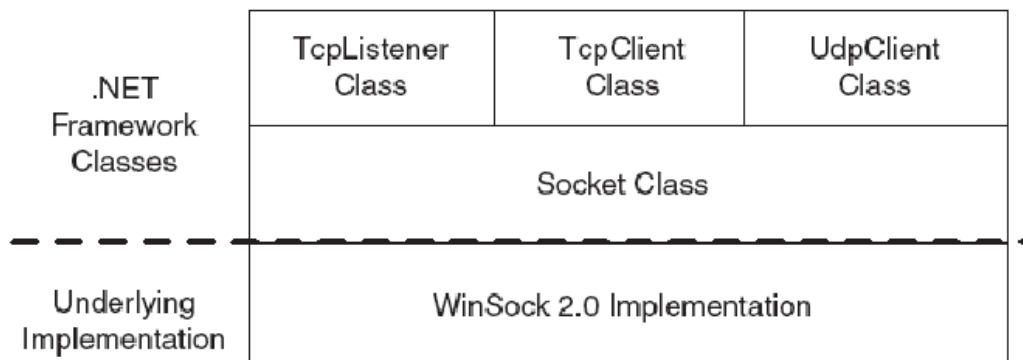 TcpListener
Class
TcpClient
Class
UdpClient
Class
.NET
Framework
Classes
Socket Class
Underlying
Implementation
WinSock 2.0 Implementation